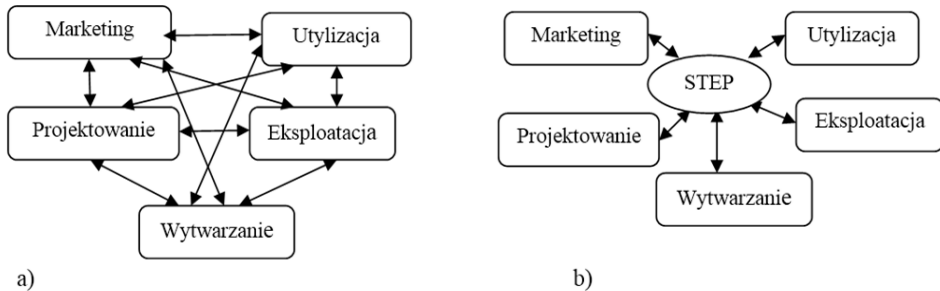 Marketing
Utylizacja
Projektowanie
Eksploatacja
Wytwarzanie
a)
Marketing
Utylizacja
STEP
Projektowanie
Eksploatacja
Wytwarzanie
b)